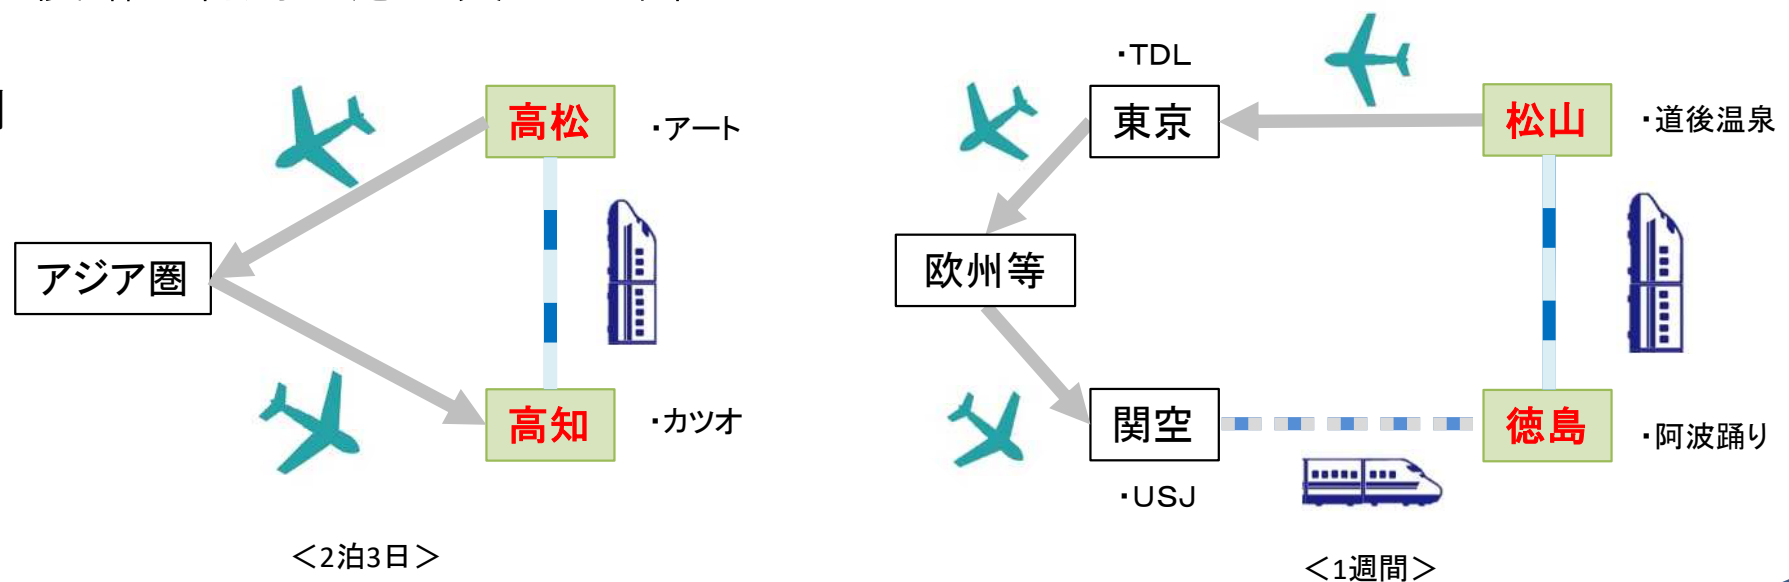 高松
・アート
アジア圏
高知
・カツオ
<2泊3日>
・TDL
東京
松山
・道後温泉
欧州等
関空
徳島
・阿波踊り
・USJ
<1週間>